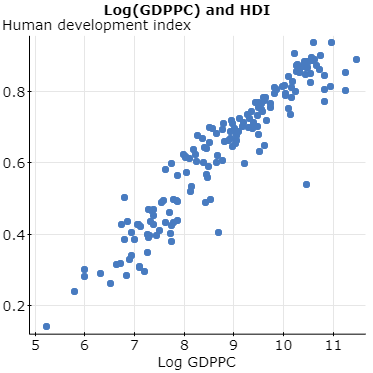 Log(GDPPC) and HDI
Human development index
0.8
0.6
0.4
0.2
5 6 7 8 9 10 11
Log GDPPC